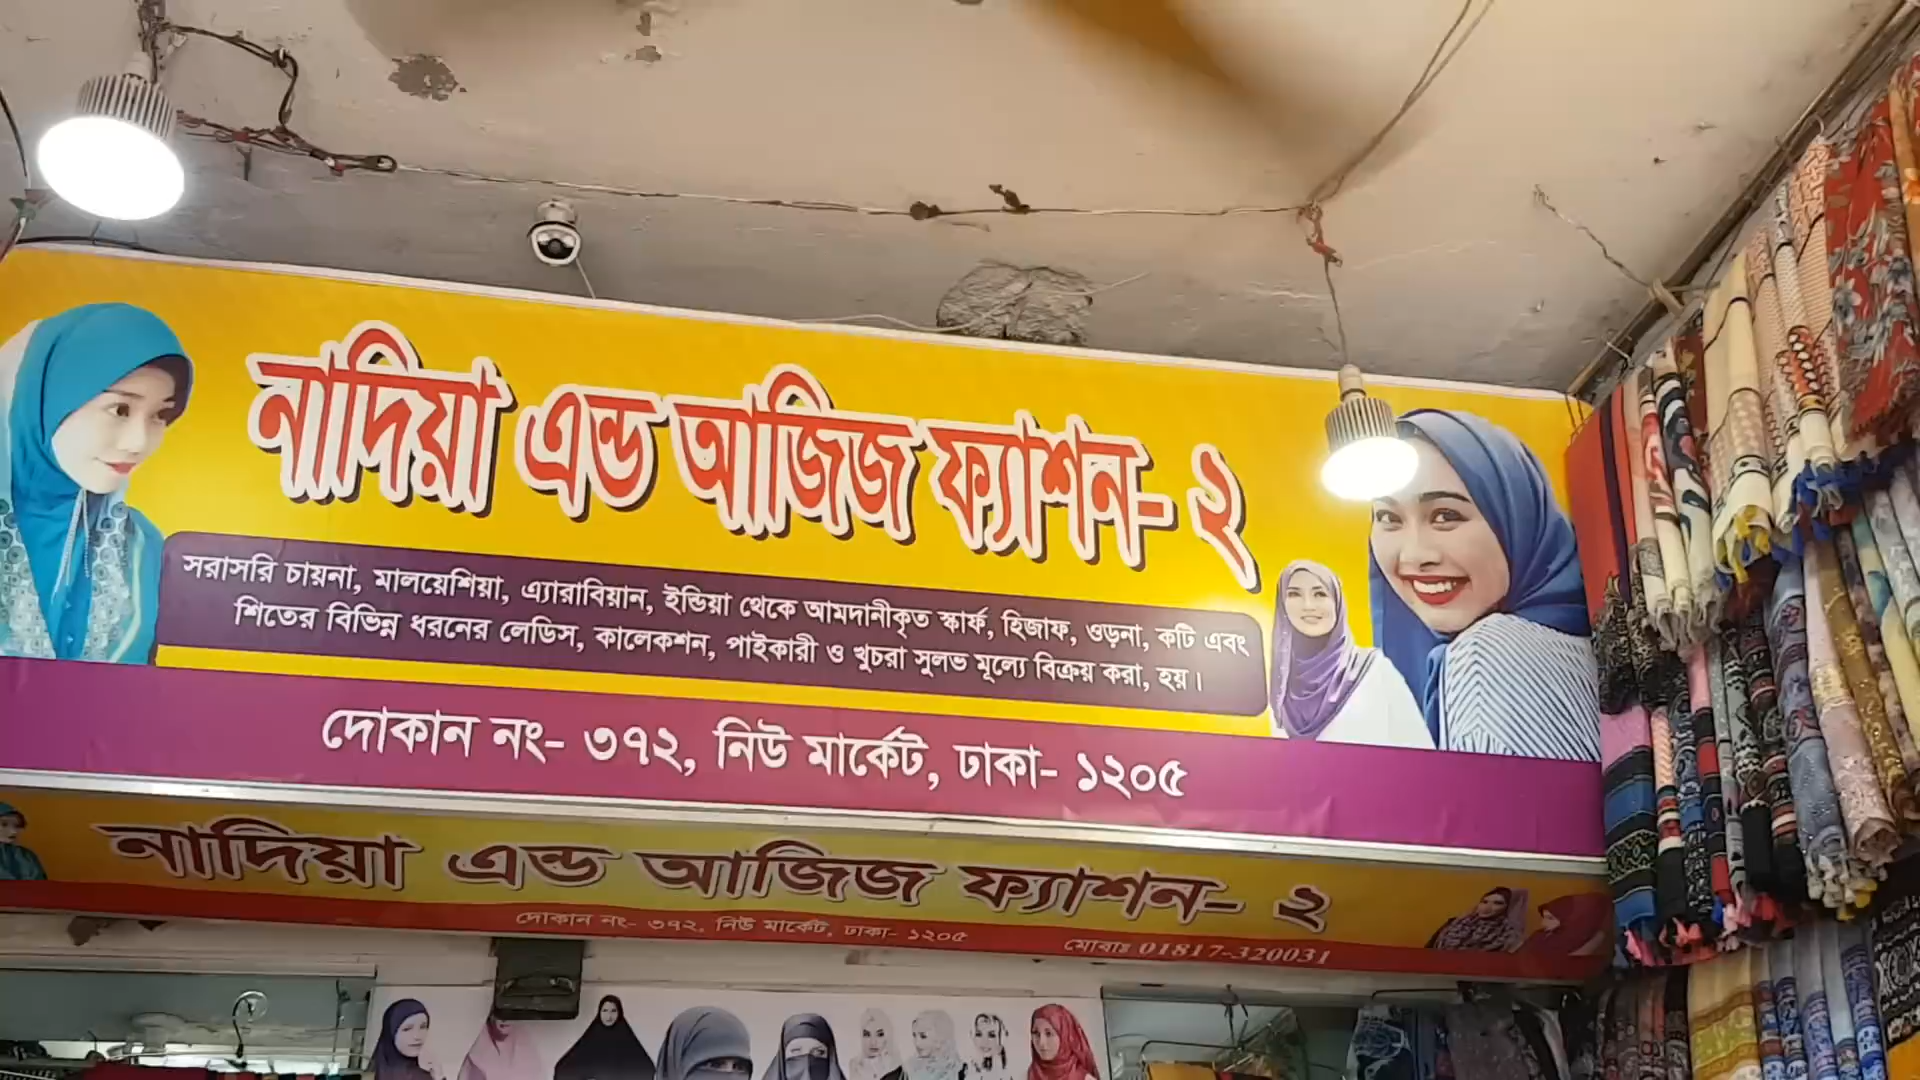 নাদিয়া এন্ড আজিজ ফ্যাশন- ২
সরাসরি চায়না, মালয়েশিয়া, এ্যারাবিয়ান, ইন্ডিয়া থেকে আমদানীকৃত স্কার্ফ, হিজাফ, ওড়না, কটি এবং
শিতের বিভিন্ন ধরনের লেডিস, কালেকশন, পাইকারী ও খুচরা সুলভ মূল্যে বিক্রয় করা, হয়।
দোকান নং- ৩৭২, নিউ মার্কেট, ঢাকা- ১২০৫
নাদিয়া এন্ড আজিজ ফ্যাশন- ২
দোকান নং- ৩৭২, নিউ মার্কেট, ঢাকা- ১২০৫
মোবাঃ 01817-320031